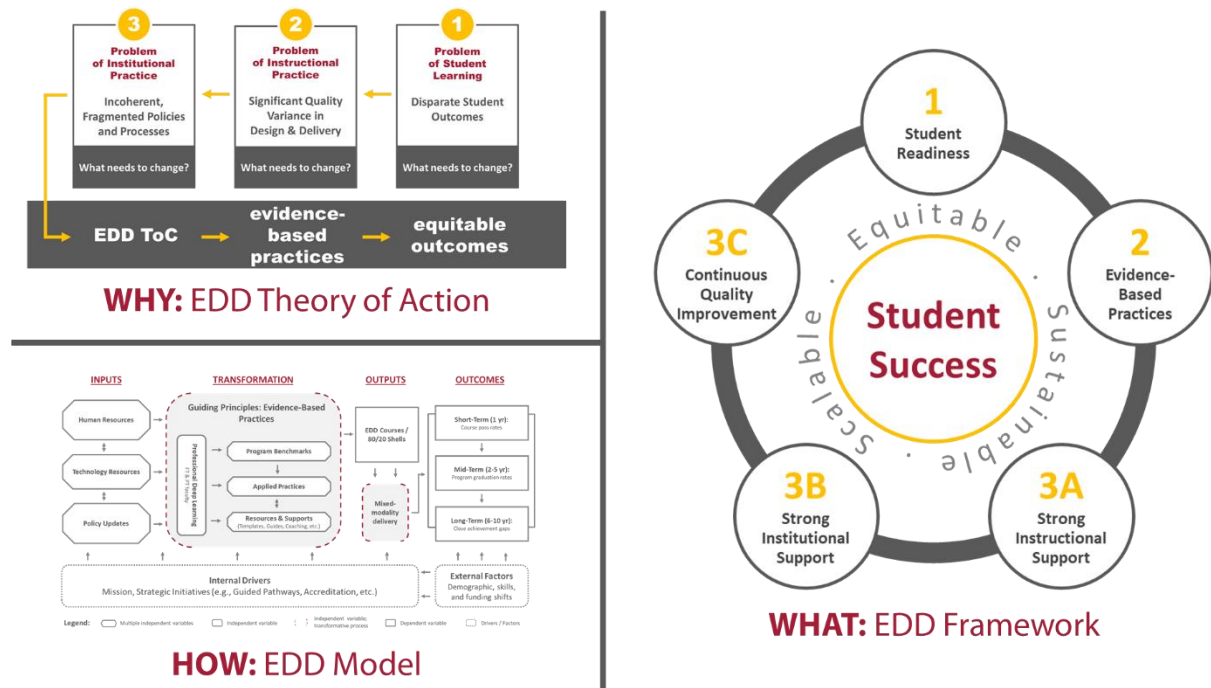 3
Problem
of Institutional
Practice
Incoherent,
Fragmented Policies
and Processes
What needs to change?
2
Problem
of Instructional
Practice
Significant Quality
Variance in
Design & Delivery
What needs to change?
1
Problem
of Student
Learning
Disparate Student
Outcomes
What needs to change?
EDD ToC
evidence-
based
practices
equitable
outcomes
WHY: EDD Theory of Action
INPUTS
Human Resources
Technology Resources
Policy Updates
TRANSFORMATION
Guiding Principles: Evidence-Based
Practices
Professional Deep Learning
FT & PT faculty
Program Benchmarks
Applied Practices
Resources & Supports
(Templates, Guides, Coaching, etc.)
OUTPUTS
EDD Courses /
80/20 Shells
Mixed-
modality
delivery
OUTCOMES
Short-Term (1 yr):
Course pass rates
Mid-Term (2-5 yr):
Program graduation rates
Long-Term (6-10 yr):
Close achievement gaps
Internal Drivers
Mission, Strategic Initiatives (e.g., Guided Pathways, Accreditation, etc.)
External Factors
Demographic, skills,
and funding shifts
Legend:
Multiple independent variables
Independent variable
Independent variable;
transformative process
Dependent variable
Drivers / Factors
HOW: EDD Model
1
Student
Readiness
2
Evidence-
Based
Practices
3A
Strong
Instructional
Support
3B
Strong
Institutional
Support
3C
Continuous
Quality
Improvement
Equitable . Sustainable . Scalable .
Student
Success
WHAT: EDD Framework